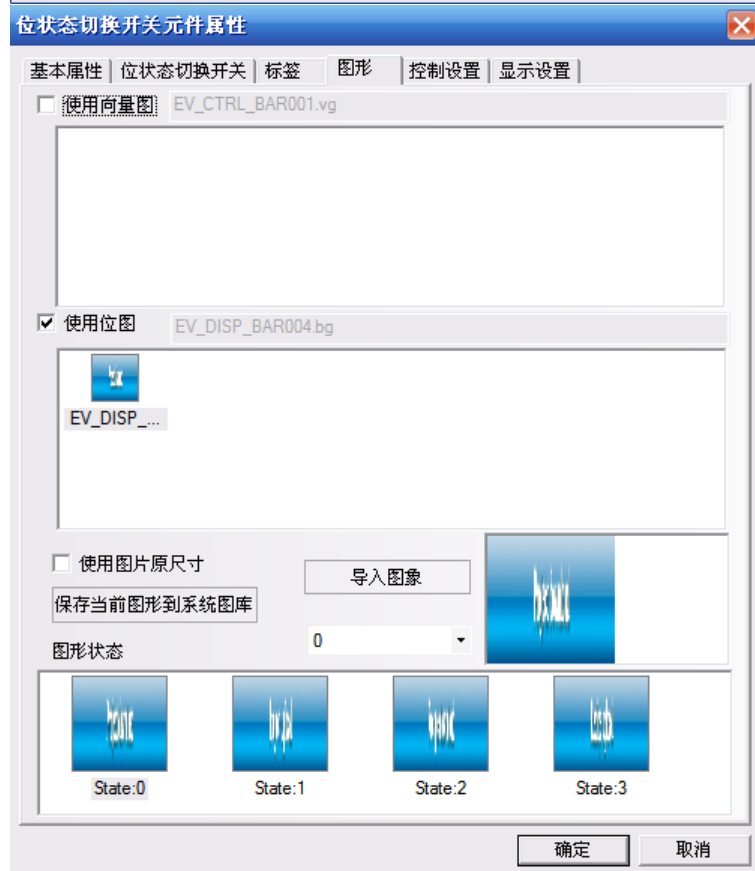 位状态切换开关元件属性
基本属性 位状态切换开关 标签 图形 控制设置 显示设置
使用向量图 EV_CTRL_BAR001.vg
使用位图 EV_DISP_BAR004.bg
EV_DISP_...
使用图片原尺寸
导入图象
保存当前图形到系统图库
0
图形状态
State:0 State:1 State:2 State:3
确定 取消